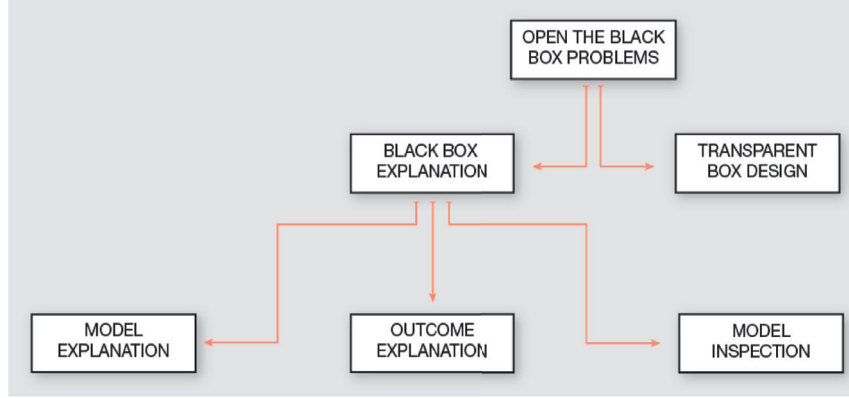 OPEN THE BLACK
BOX PROBLEMS
BLACK BOX
EXPLANATION
TRANSPARENT
BOX DESIGN
MODEL
EXPLANATION
OUTCOME
EXPLANATION
MODEL
INSPECTION